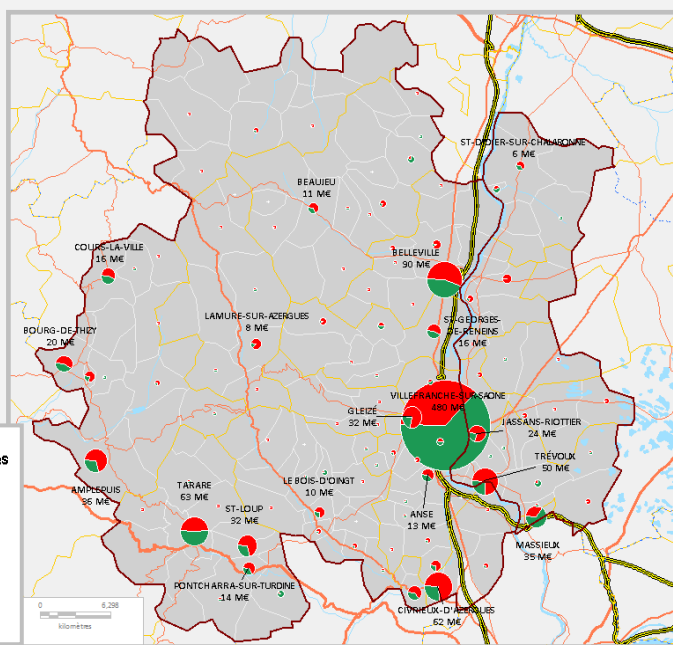 ST-DIDIER-SUR-CHALARONNE
6 M€
BEAUJEU
11 M€
COURS-LA-VILLE
16 M€
BELLEVILLE
90 M€
LAMURE-SUR-AZERGUES
8 M€
ST-GEORGES-
DE-RENEINS
16 M€
BOURG-DE-THIZY
20 M€
VILLEFRANCHE-SUR-SAONE
480 M€
GLEIZÉ
32 M€
JASSANS-RIOTTIER
24 M€
TRÉVOUX
50 M€
AMPLEPUIS
36 M€
TARARE
63 M€
LE BOIS-D'OINGT
10 M€
ST-LOUP
32 M€
ANSE
13 M€
MASSIEUX
35 M€
PONTCHARRA-SUR-TURDINE
14 M€
CIVRIEUX-D'AZERGUES
62 M€
0 6,298
kilomètres